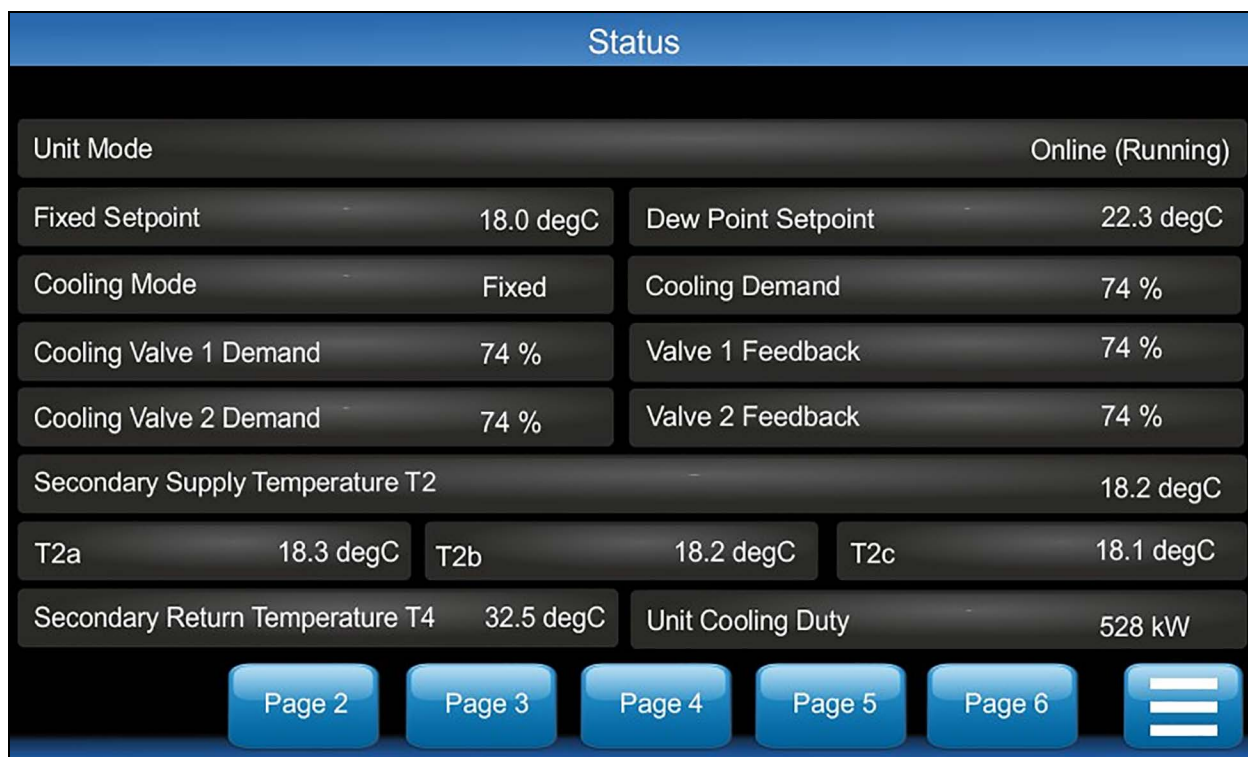 Status
Unit Mode Online (Running)
Fixed Setpoint 18.0 degC Dew Point Setpoint 22.3 degC
Cooling Mode Fixed Cooling Demand 74 %
Cooling Valve 1 Demand 74 % Valve 1 Feedback 74 %
Cooling Valve 2 Demand 74 % Valve 2 Feedback 74 %
Secondary Supply Temperature T2 18.2 degC
T2a 18.3 degC T2b 18.2 degC T2c 18.1 degC
Secondary Return Temperature T4 32.5 degC Unit Cooling Duty 528 kW
Page 2 Page 3 Page 4 Page 5 Page 6